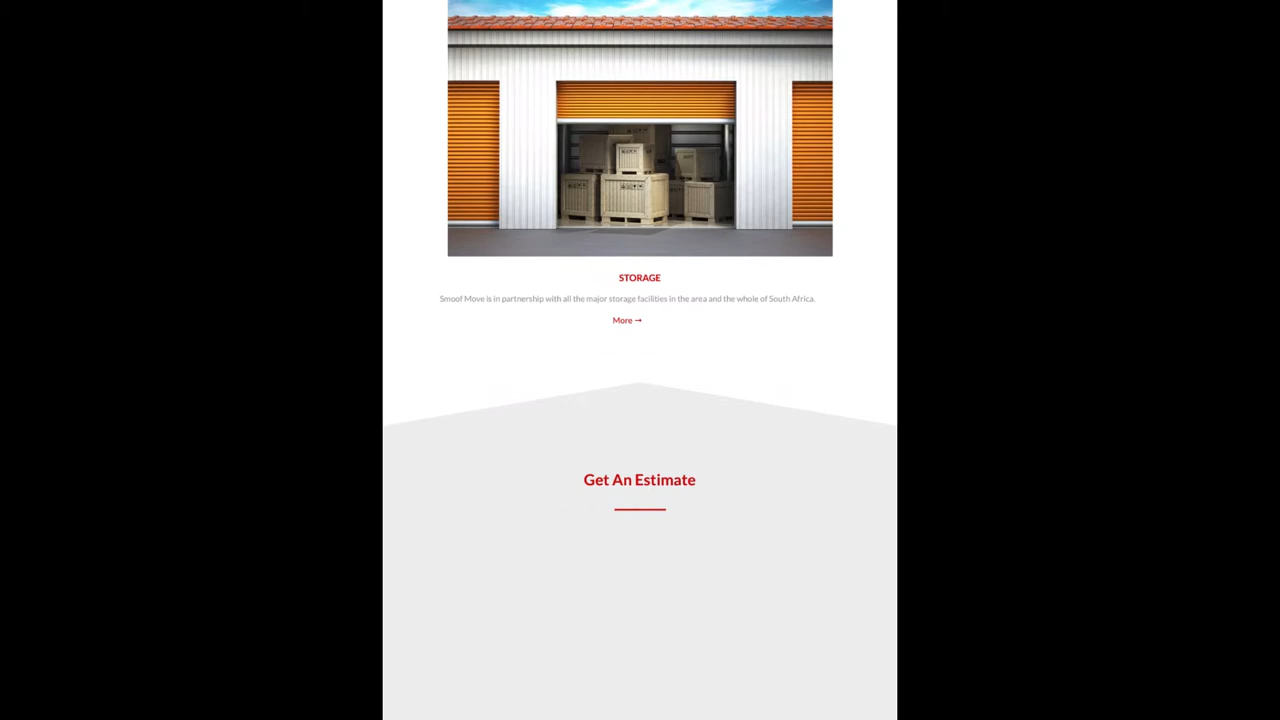 STORAGE
Smoof Move is in partnership with all the major storage facilities in the area and the whole of South Africa.
More →
Get An Estimate